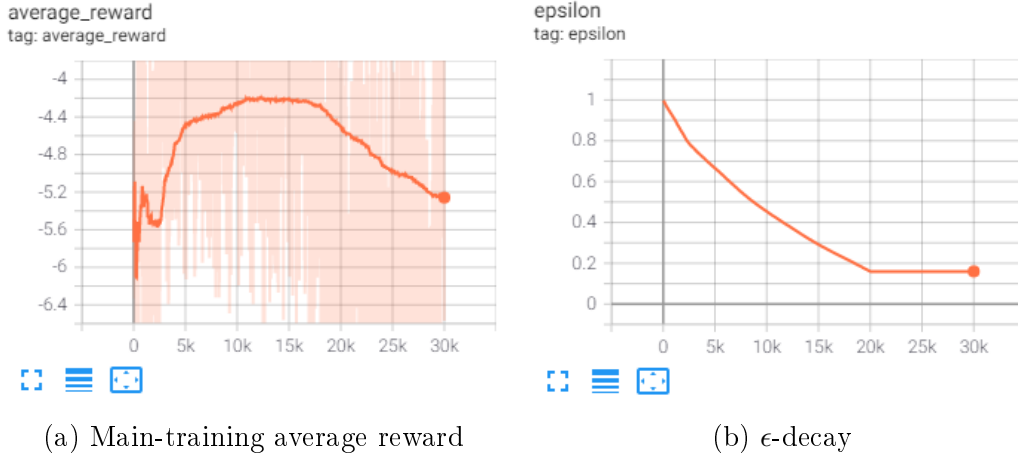 average_reward
tag: average_reward
-4
-4.4
-4.8
-5.2
-5.6
-6
-6.4
0 5k 10k 15k 20k 25k 30k
(a) Main-training average reward
epsilon
tag: epsilon
1
0.8
0.6
0.4
0.2
0
0 5k 10k 15k 20k 25k 30k
(b) ϵ-decay